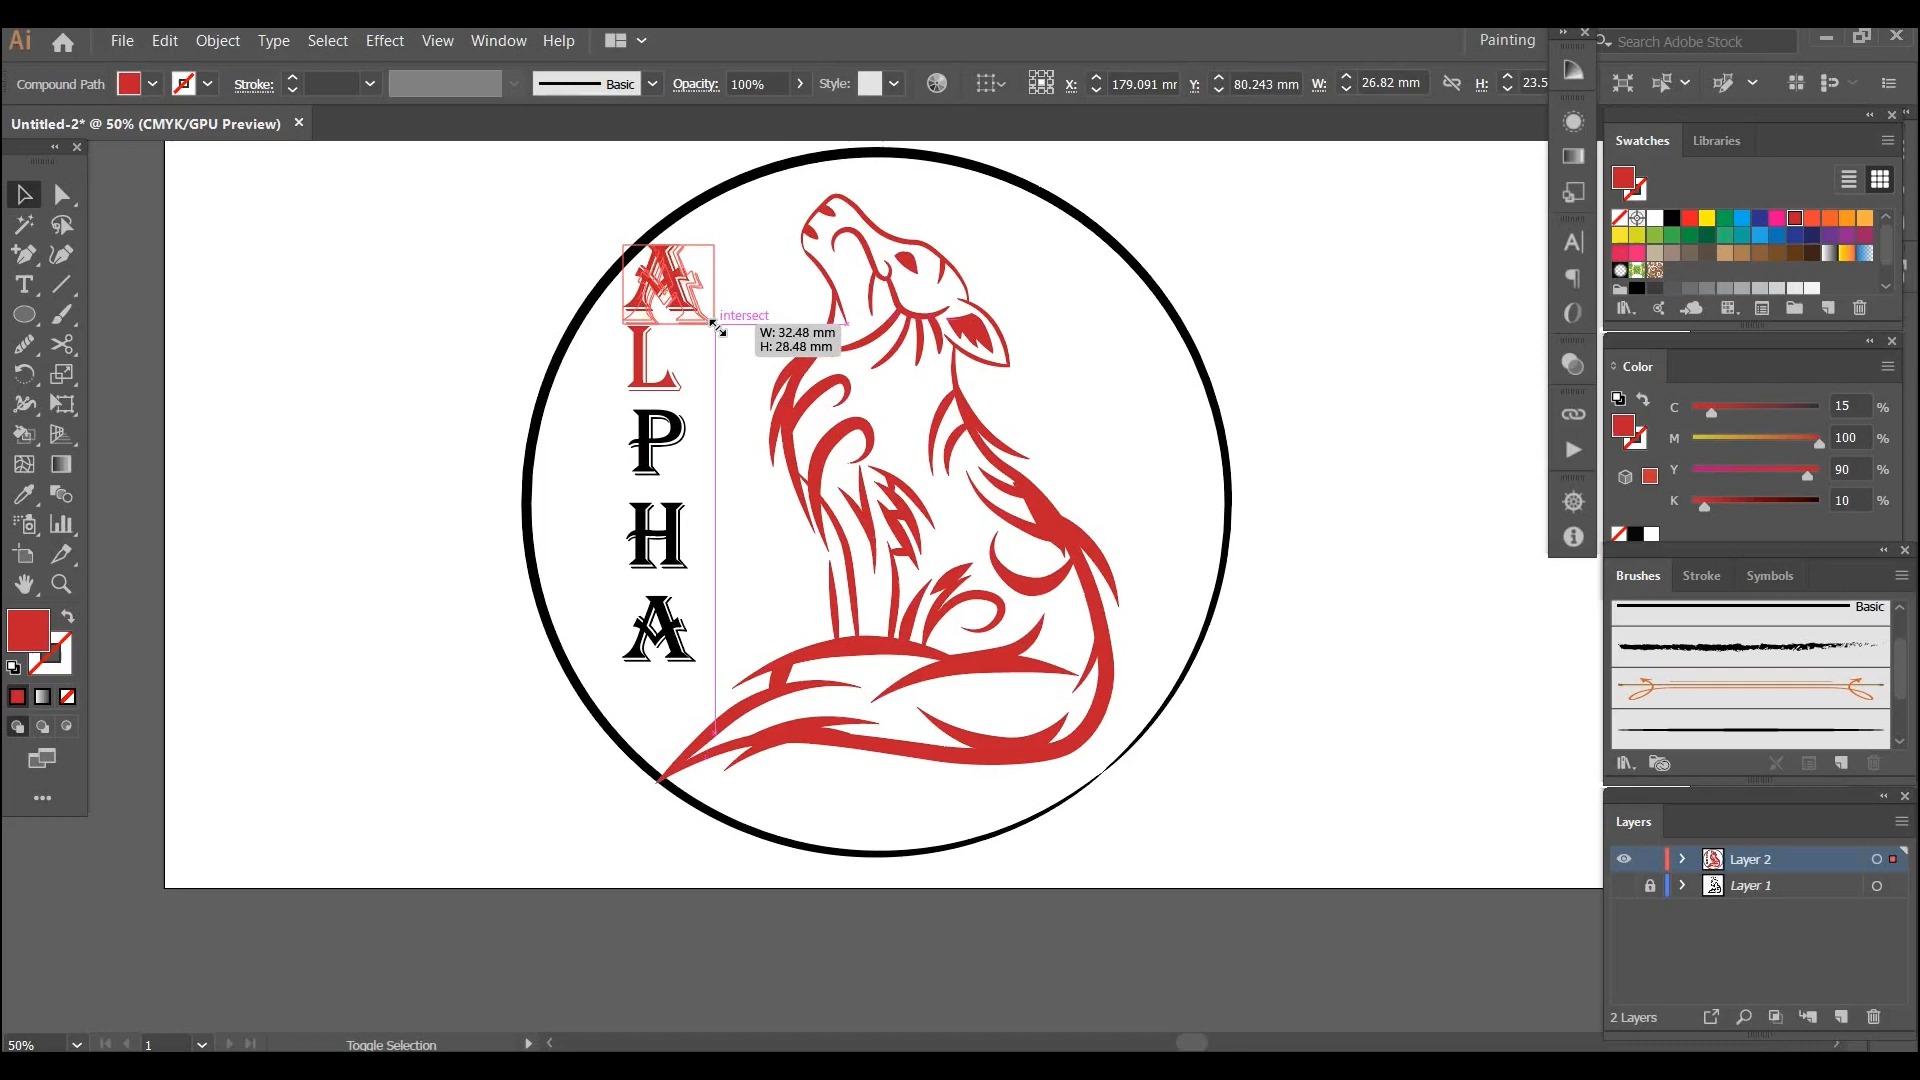 Ai File Edit Object Type Select Effect View Window Help Painting Search Adobe Stock
Compound Path Stroke: Basic Opacity: 100% Style: X: 179.091 mr Y: 80.243 mm W: 26.82 mm H: 23.5
Untitled-2* @ 50% (CMYK/GPU Preview)
Swatches Libraries
A
intersect
W: 32.48 mm
H: 28.48 mm
L
P
H
A
Color
C 15 %
M 100 %
Y 90 %
K 10 %
Brushes Stroke Symbols
Basic
Layers
Layer 2
Layer 1
2 Layers
50% 1 Toggle Selection